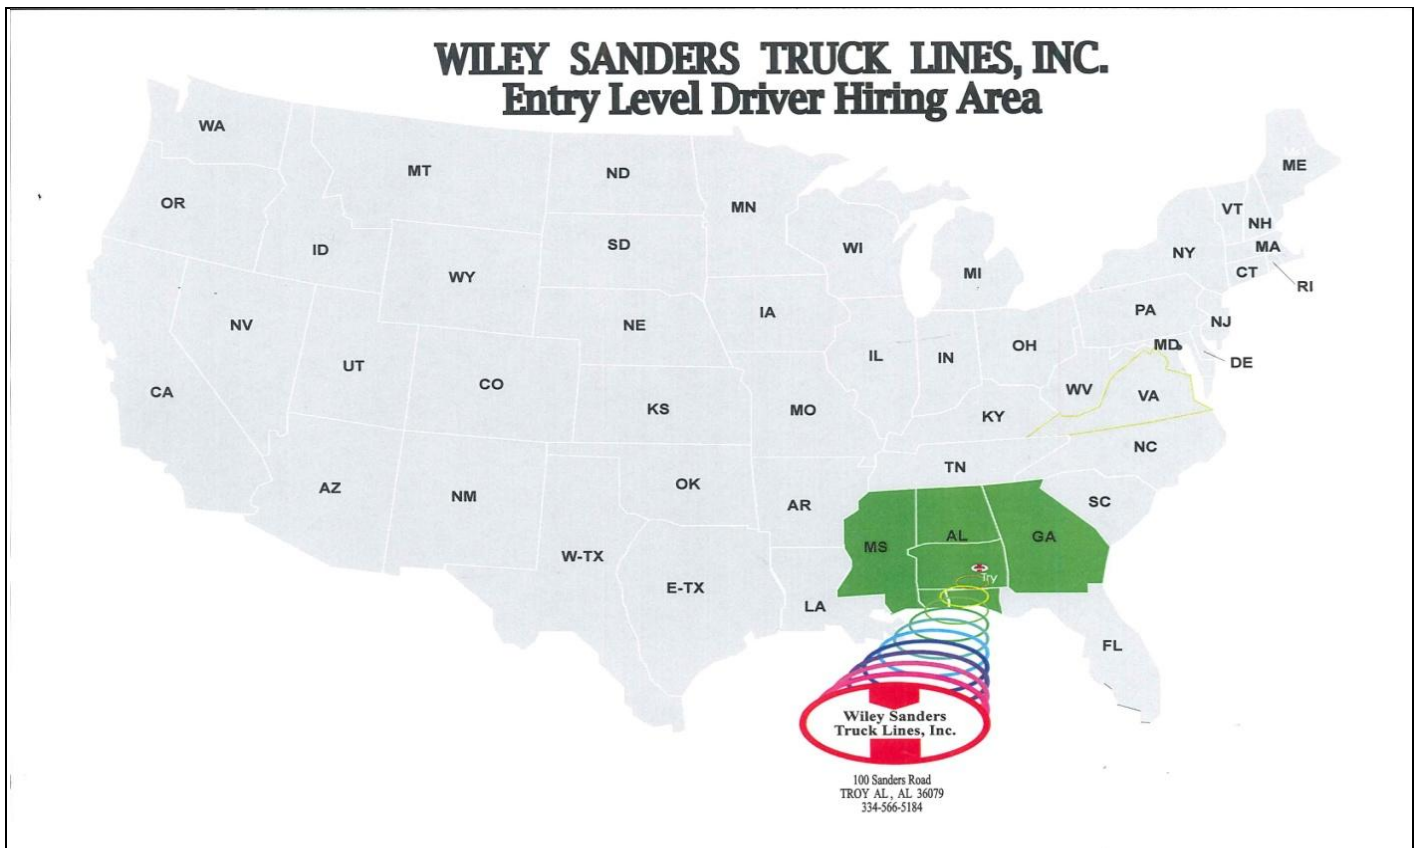 WILEY SANDERS TRUCK LINES, INC.
Entry Level Driver Hiring Area
WA
MT
ND
MN
ME
OR
ID
SD
WI
VT
NH
WY
MI
NY
MA
CT
RI
NV
NE
IA
PA
NJ
UT
CO
IL
IN
OH
MD
DE
CA
KS
MO
KY
WV
VA
NC
AZ
NM
OK
AR
TN
SC
W-TX
E-TX
LA
MS
AL
GA
Try
FL
Wiley Sanders
Truck Lines, Inc.
100 Sanders Road
TROY AL, AL 36079
334-566-5184